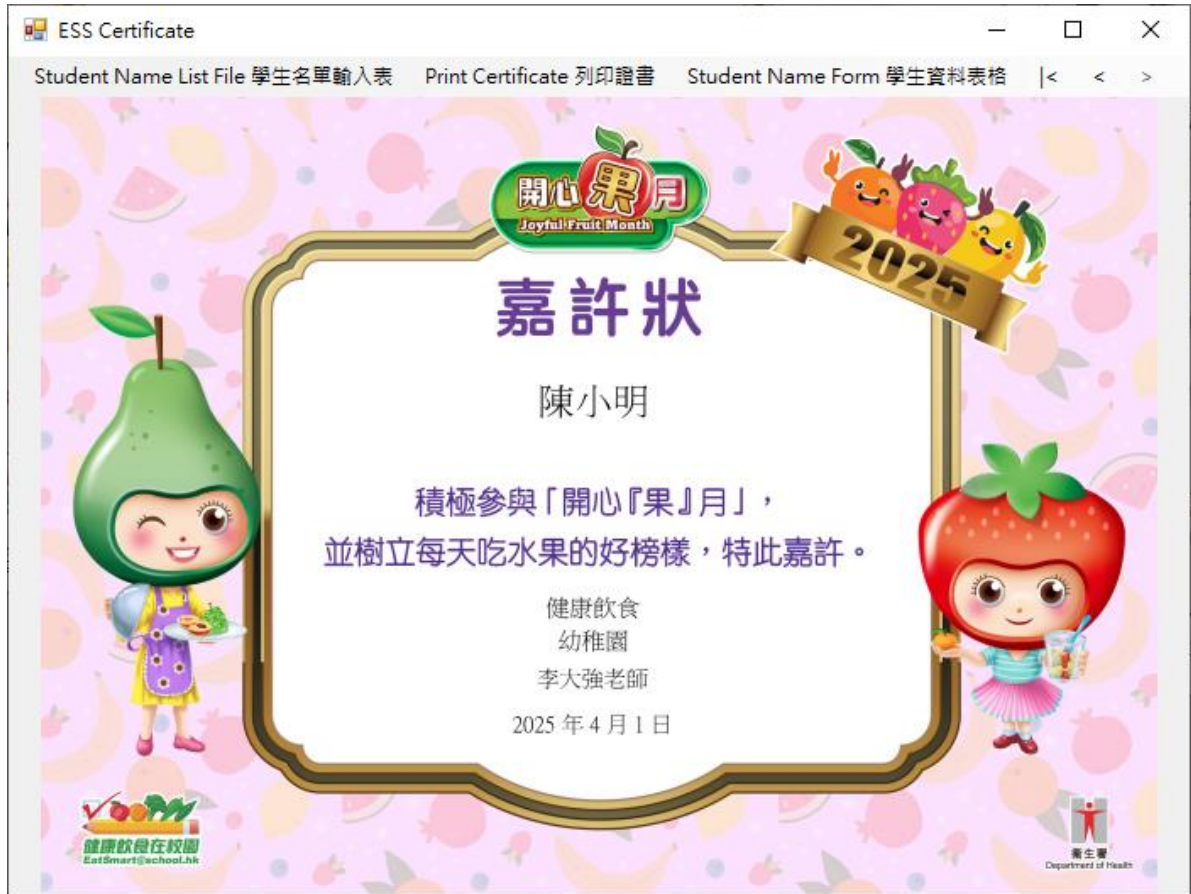 ESS Certificate
Student Name List File 學生名單輸入表 Print Certificate 列印證書 Student Name Form 學生資料表格 |< < >
開心果月
Joyful Fruit Month
2025
嘉許狀
陳小明
積極參與「開心『果』月」，
並樹立每天吃水果的好榜樣，特此嘉許。
健康飲食
幼稚園
李大強老師
2025 年 4 月 1 日
健康飲食在校園
EatSmart@school.hk
衞生署
Department of Health